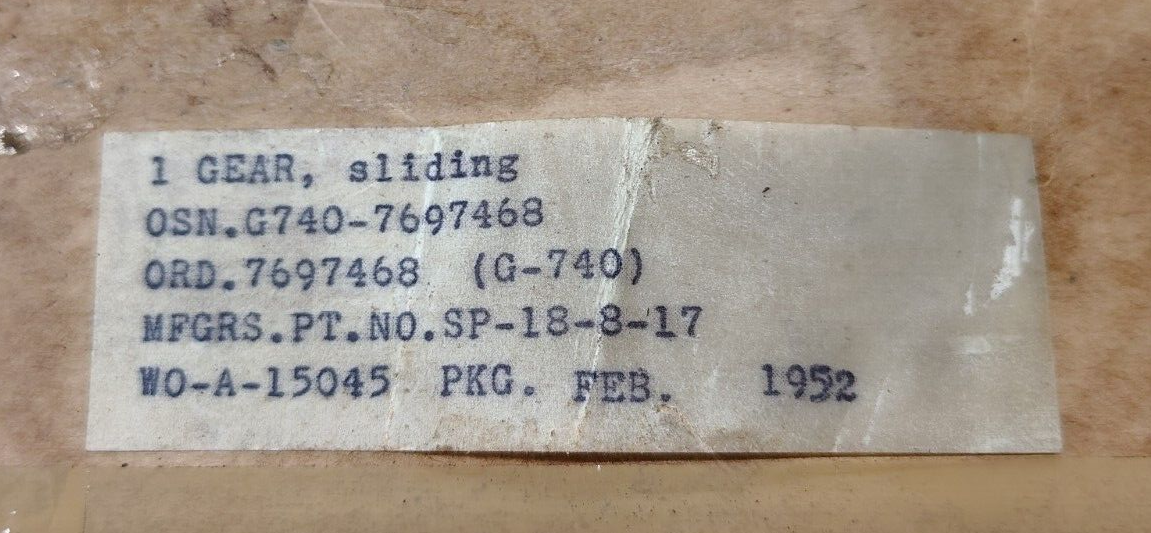 1 GEAR, sliding
OSN.G740-7697468
ORD.7697468 (G-740)
MFGRS.PT.NO.SP-18-8-17
WO-A-15045 PKG. FEB. 1952